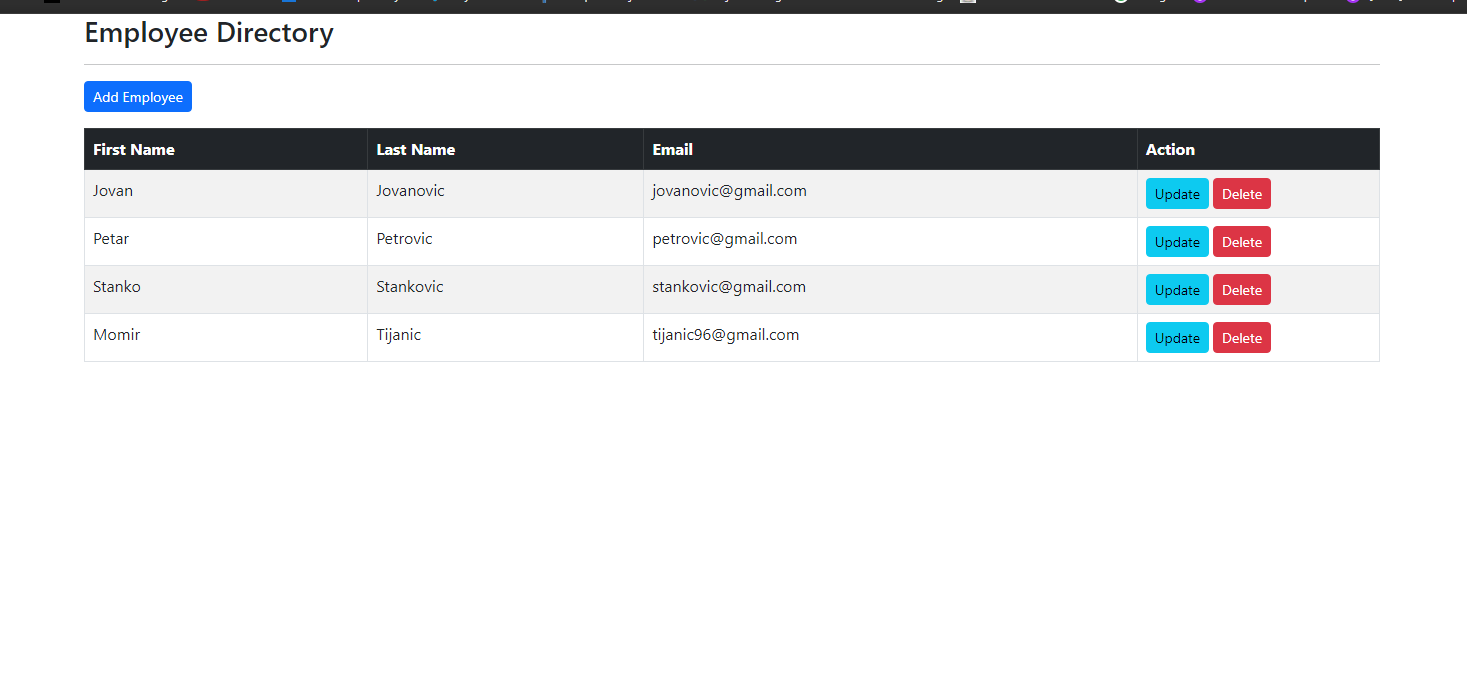 Employee Directory
Add Employee
First Name Last Name Email Action
Jovan Jovanovic jovanovic@gmail.com Update Delete
Petar Petrovic petrovic@gmail.com Update Delete
Stanko Stankovic stankovic@gmail.com Update Delete
Momir Tijanic tijanic96@gmail.com Update Delete